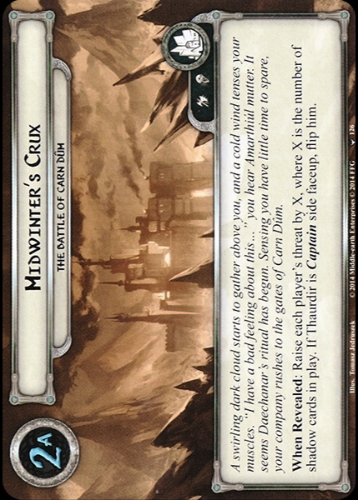 2A
Midwinter's Crux
The Battle of Carn Dûm
A swirling dark cloud starts to gather above you, and a cold wind tenses your
muscles. "I have a bad feeling about this…" you hear Amarthiúl mutter. It
seems Daechanar's ritual has begun. Sensing you have little time to spare,
your company rushes to the gates of Carn Dûm.
When Revealed: Raise each player's threat by X, where X is the number of
shadow cards in play. If Thaurdir is Captain side faceup, flip him.
Illus. Tomasz Jedruszek © 2014 Middle-earth Enterprises © 2014 FFG 126